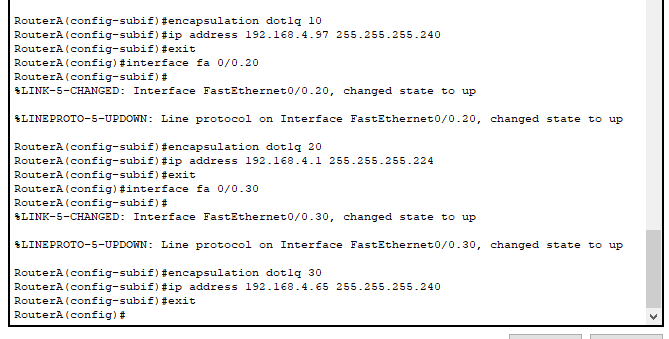 RouterA(config-subif)#encapsulation dot1q 10
RouterA(config-subif)#ip address 192.168.4.97 255.255.255.240
RouterA(config-subif)#exit
RouterA(config)#interface fa 0/0.20
RouterA(config-subif)#
%LINK-5-CHANGED: Interface FastEthernet0/0.20, changed state to up
%LINEPROTO-5-UPDOWN: Line protocol on Interface FastEthernet0/0.20, changed state to up
RouterA(config-subif)#encapsulation dot1q 20
RouterA(config-subif)#ip address 192.168.4.1 255.255.255.224
RouterA(config-subif)#exit
RouterA(config)#interface fa 0/0.30
RouterA(config-subif)#
%LINK-5-CHANGED: Interface FastEthernet0/0.30, changed state to up
%LINEPROTO-5-UPDOWN: Line protocol on Interface FastEthernet0/0.30, changed state to up
RouterA(config-subif)#encapsulation dot1q 30
RouterA(config-subif)#ip address 192.168.4.65 255.255.255.240
RouterA(config-subif)#exit
RouterA(config)#